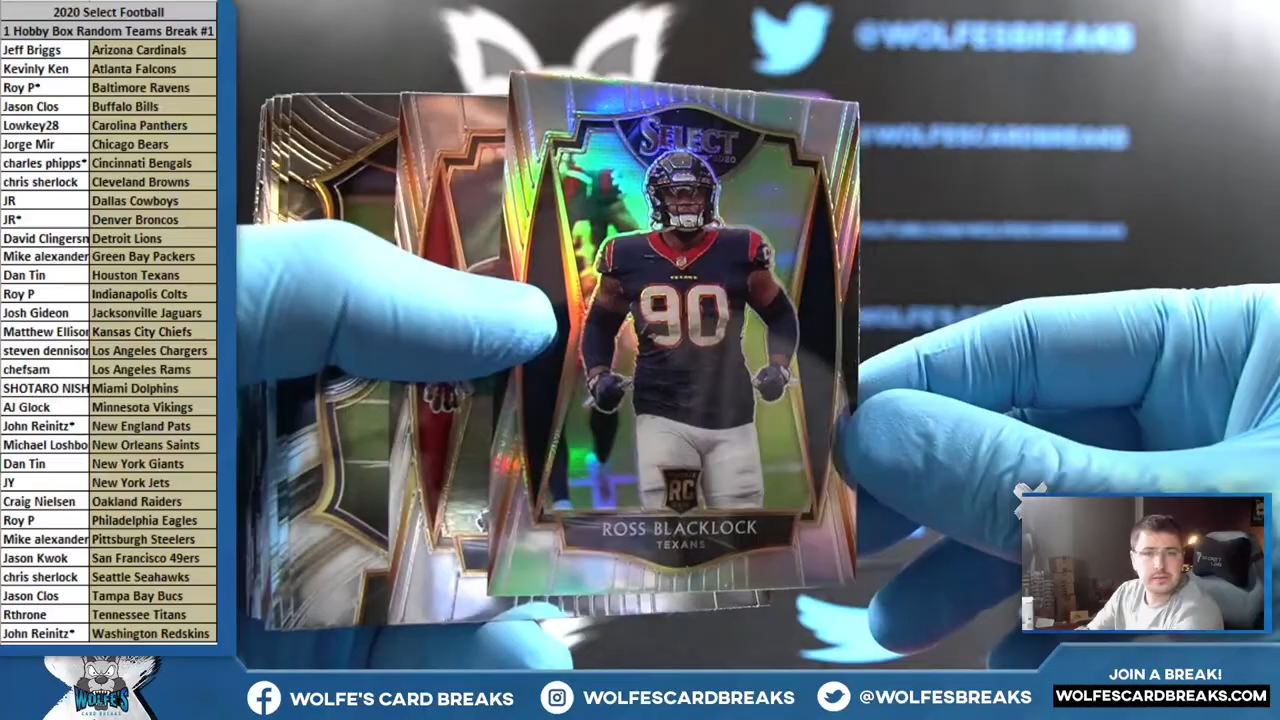 2020 Select Football
1 Hobby Box Random Teams Break #1
Jeff Briggs Arizona Cardinals
Kevinly Ken Atlanta Falcons
Roy P* Baltimore Ravens
Jason Clos Buffalo Bills
Lowkey28 Carolina Panthers
Jorge Mir Chicago Bears
charles phipps* Cincinnati Bengals
chris sherlock Cleveland Browns
JR Dallas Cowboys
JR* Denver Broncos
David Clingersn Detroit Lions
Mike alexander Green Bay Packers
Dan Tin Houston Texans
Roy P Indianapolis Colts
Josh Gideon Jacksonville Jaguars
Matthew Ellison Kansas City Chiefs
steven dennison Los Angeles Chargers
chefsam Los Angeles Rams
SHOTARO NISH Miami Dolphins
AJ Glock Minnesota Vikings
John Reinitz* New England Pats
Michael Loshbo New Orleans Saints
Dan Tin New York Giants
JY New York Jets
Craig Nielsen Oakland Raiders
Roy P Philadelphia Eagles
Mike alexander Pittsburgh Steelers
Jason Kwok San Francisco 49ers
chris sherlock Seattle Seahawks
Jason Clos Tampa Bay Bucs
Rthrone Tennessee Titans
John Reinitz* Washington Redskins
@WOLFESBREAKS
SELECT
2020
TEXANS
90
RC
ROSS BLACKLOCK
TEXANS
WOLFE'S
CARD BREAKS
WOLFE'S CARD BREAKS
WOLFESCARDBREAKS
@WOLFESBREAKS
JOIN A BREAK!
WOLFESCARDBREAKS.COM